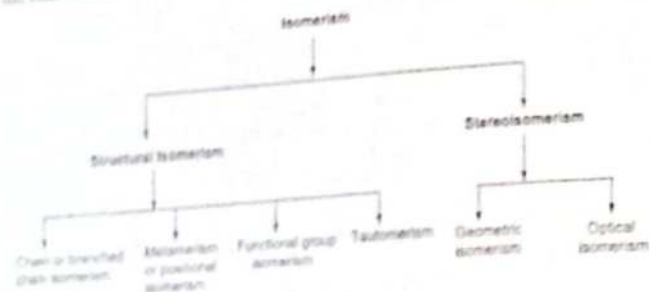 Isomerism
Stereoisomerism
Structural Isomerism
Chain or branched
chain isomerism
Metamerism
or positional
isomerism
Functional group
isomerism
Tautomerism
Geometric
isomerism
Optical
isomerism